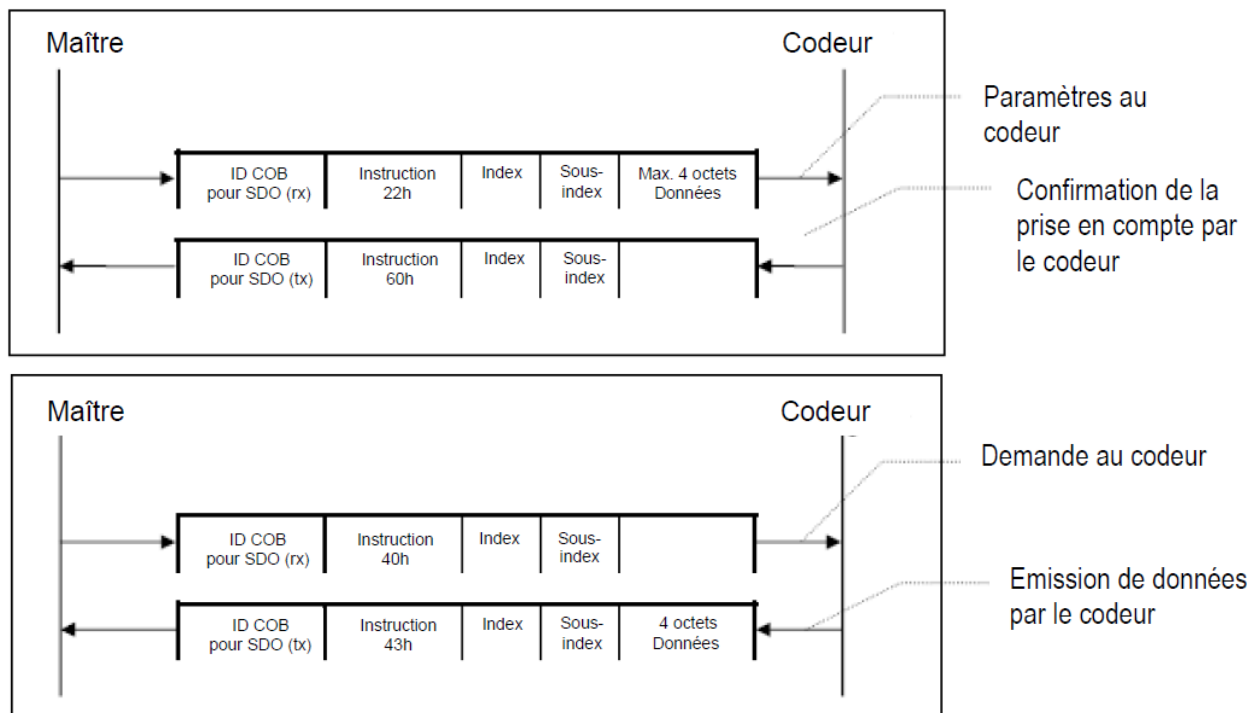 Maître
Codeur
ID COB
pour SDO (rx)
Instruction
22h
Index
Sous-
index
Max. 4 octets
Données
ID COB
pour SDO (tx)
Instruction
60h
Index
Sous-
index
Paramètres au
codeur
Confirmation de la
prise en compte par
le codeur
Maître
Codeur
ID COB
pour SDO (rx)
Instruction
40h
Index
Sous-
index
ID COB
pour SDO (tx)
Instruction
43h
Index
Sous-
index
4 octets
Données
Demande au codeur
Emission de données
par le codeur